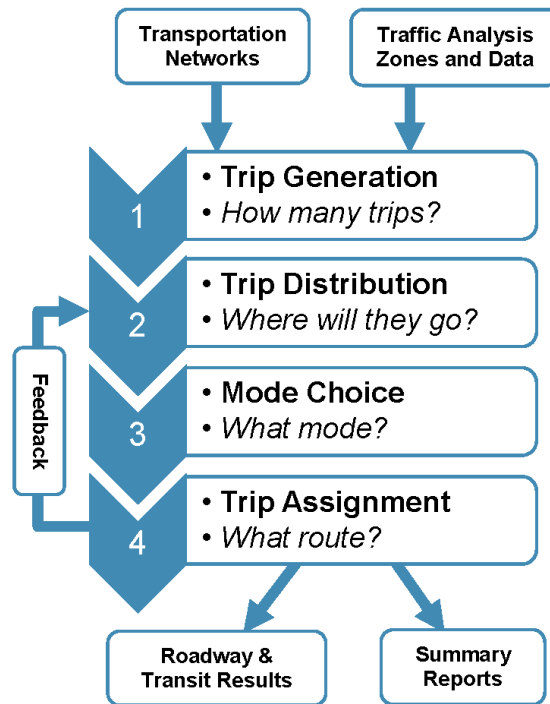 Transportation
Networks
Traffic Analysis
Zones and Data
1
• Trip Generation
• How many trips?
2
• Trip Distribution
• Where will they go?
Feedback
3
• Mode Choice
• What mode?
4
• Trip Assignment
• What route?
Roadway &
Transit Results
Summary
Reports